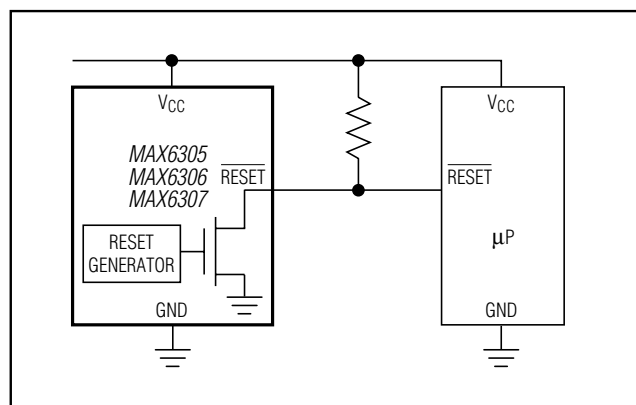 VCC
VCC
MAX6305
MAX6306
MAX6307
RESET
RESET
RESET
GENERATOR
μP
GND
GND